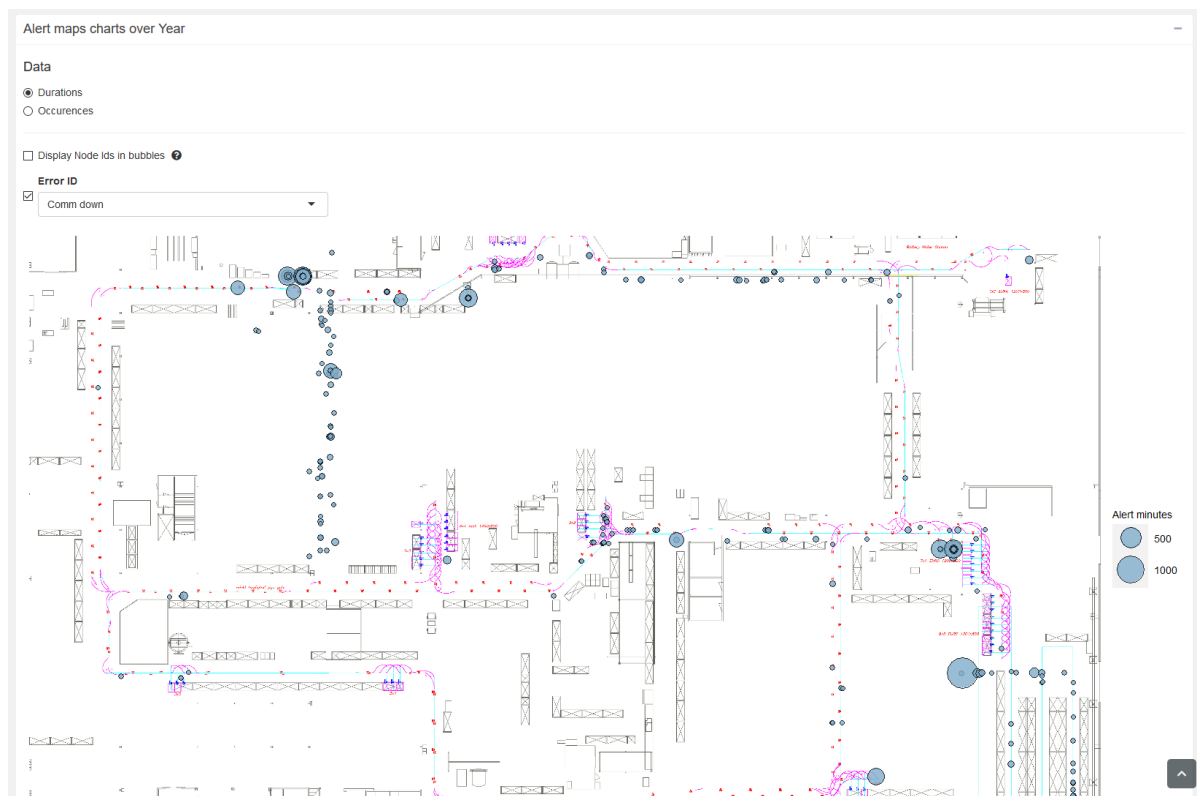 Alert maps charts over Year
Data
Durations
Occurences
Display Node Ids in bubbles
Error ID
Comm down
Alert minutes
500
1000